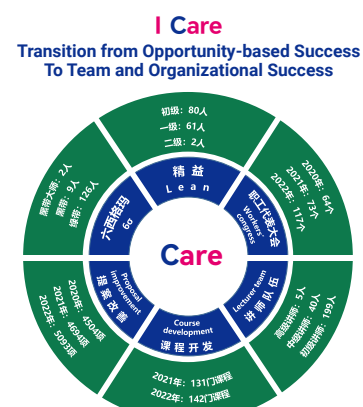 I Care
Transition from Opportunity-based Success
To Team and Organizational Success
初级：80人
一级：61人
二级：2人
精益
Lean
2020年：64个
2021年：73个
2022年：117个
职工代表大会
Workers'
congress
高级讲师：5人
中级讲师：40人
初级讲师：199人
Lecturer team
讲师队伍
Course
development
课程开发
2021年：131门课程
2022年：142门课程
Proposal
improvement
提案改善
2020年：4504项
2021年：4694项
2022年：5093项
六西格玛
6σ
黑带大师：2人
黑带：9人
绿带：126人
Care